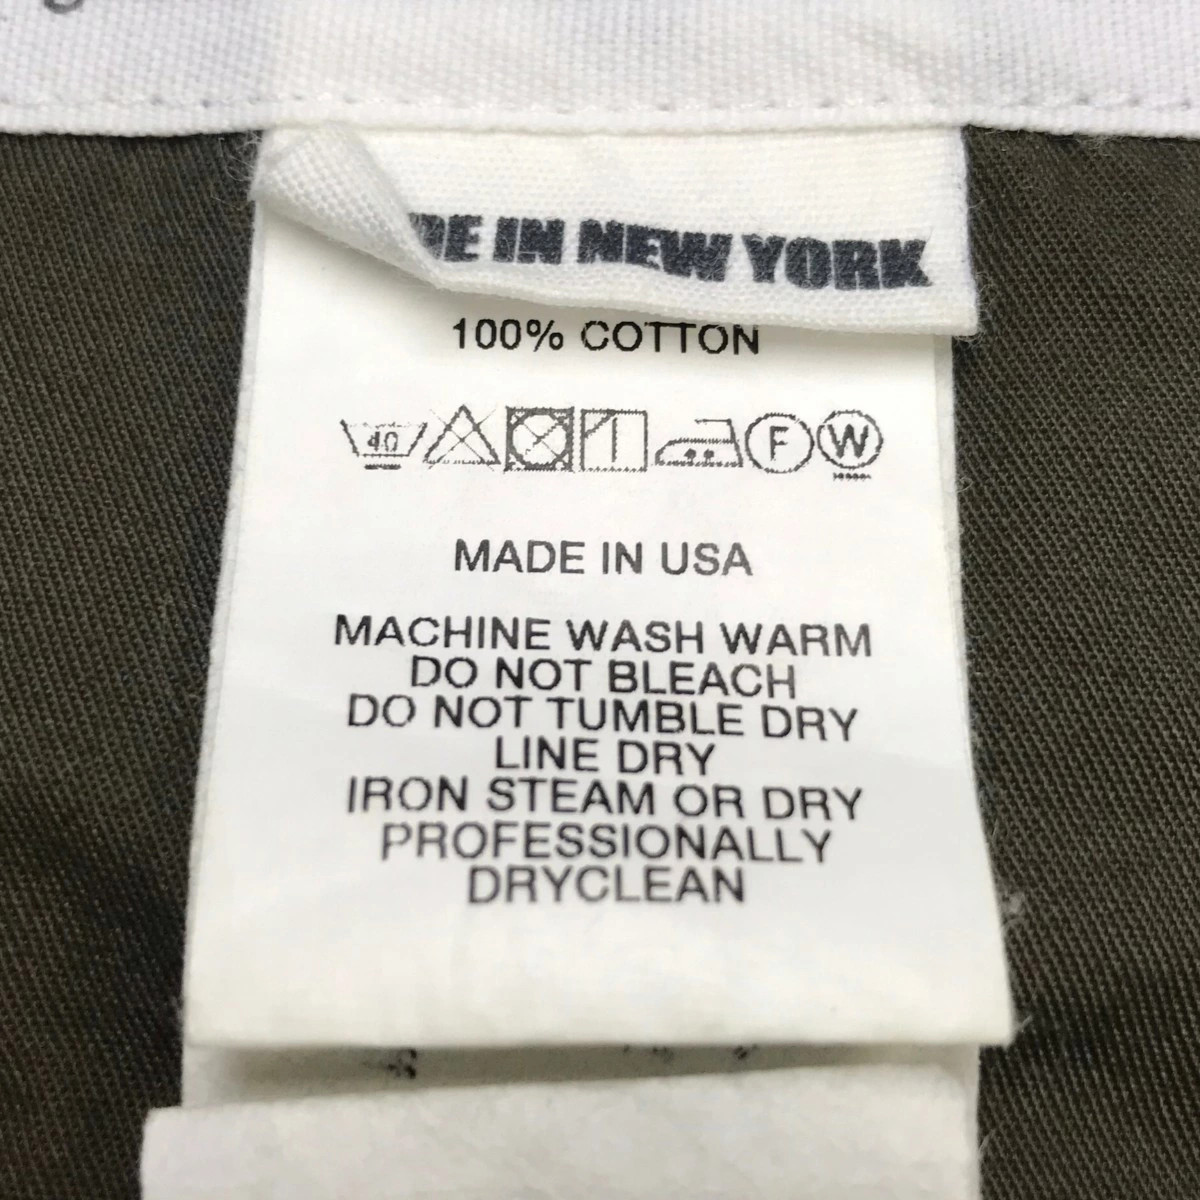 DE IN NEW YORK
100% COTTON
40 F W
MADE IN USA
MACHINE WASH WARM
DO NOT BLEACH
DO NOT TUMBLE DRY
LINE DRY
IRON STEAM OR DRY
PROFESSIONALLY
DRYCLEAN